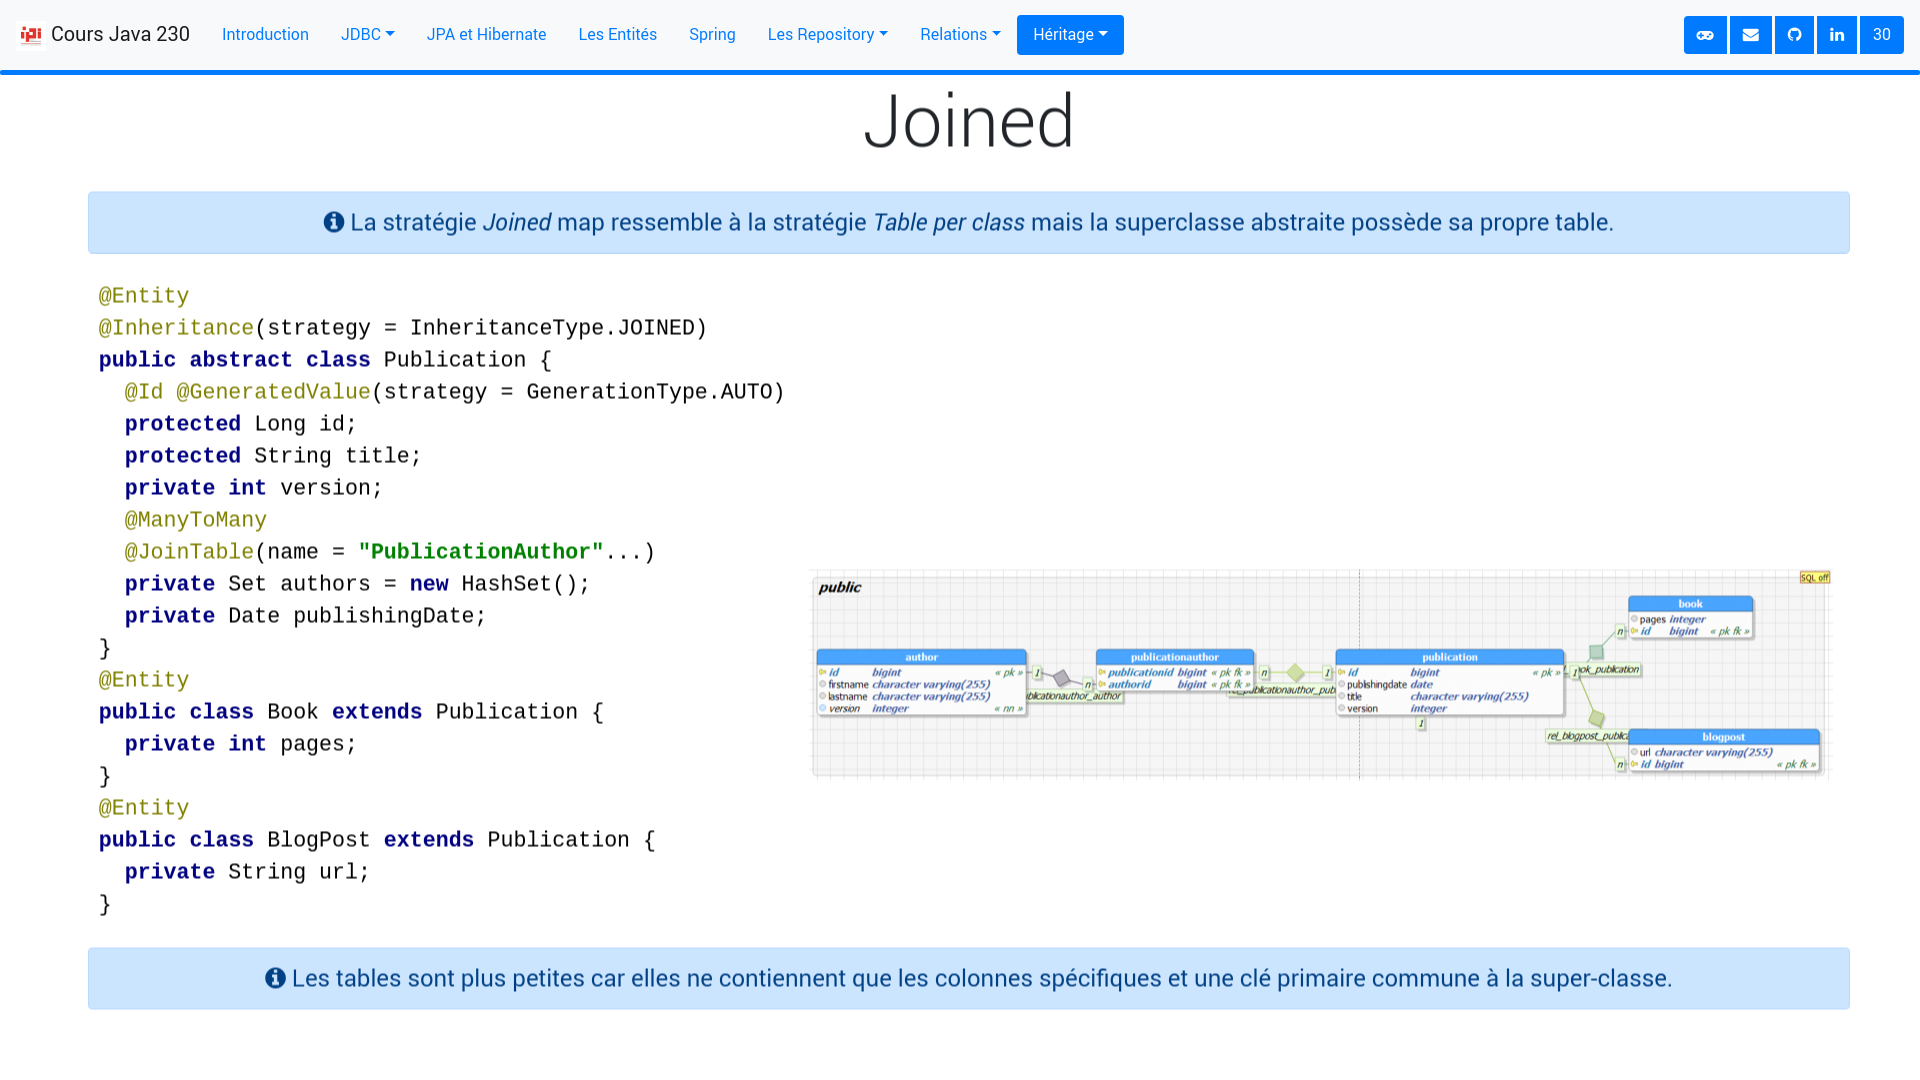 Cours Java 230 Introduction JDBC JPA et Hibernate Les Entités Spring Les Repository Relations Héritage 30
Joined
La stratégie Joined map ressemble à la stratégie Table per class mais la superclasse abstraite possède sa propre table.
@Entity
@Inheritance(strategy = InheritanceType.JOINED)
public abstract class Publication {
@Id @GeneratedValue(strategy = GenerationType.AUTO)
protected Long id;
protected String title;
private int version;
@ManyToMany
@JoinTable(name = "PublicationAuthor"...)
private Set authors = new HashSet();
private Date publishingDate;
}
@Entity
public class Book extends Publication {
private int pages;
}
@Entity
public class BlogPost extends Publication {
private String url;
}
public
SQL off
author
id bigint « pk »
firstname character varying(255)
lastname character varying(255)
version integer « nn »
1
n
blicationauthor_author
publicationauthor
publicationid bigint « pk fk »
authorid bigint « pk fk »
n
1
publication
id bigint « pk »
publishingdate date
title character varying(255)
version integer
1
1
ok_publication
n
book
pages integer
id bigint « pk fk »
n
blogpost
url character varying(255)
id bigint « pk fk »
Les tables sont plus petites car elles ne contiennent que les colonnes spécifiques et une clé primaire commune à la super-classe.